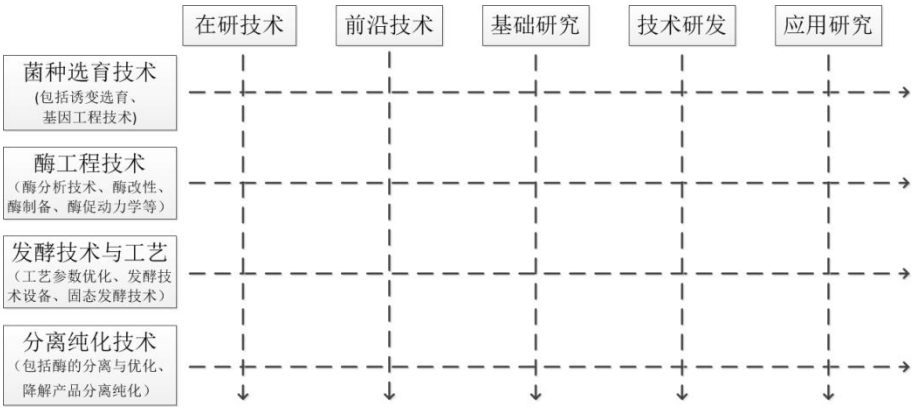 在研技术
前沿技术
基础研究
技术研发
应用研究
菌种选育技术
(包括诱变选育、
基因工程技术)
酶工程技术
（酶分析技术、酶改性、
酶制备、酶促动力学等）
发酵技术与工艺
（工艺参数优化、发酵技
术设备、固态发酵技术）
分离纯化技术
（包括酶的分离与优化、
降解产品分离纯化）